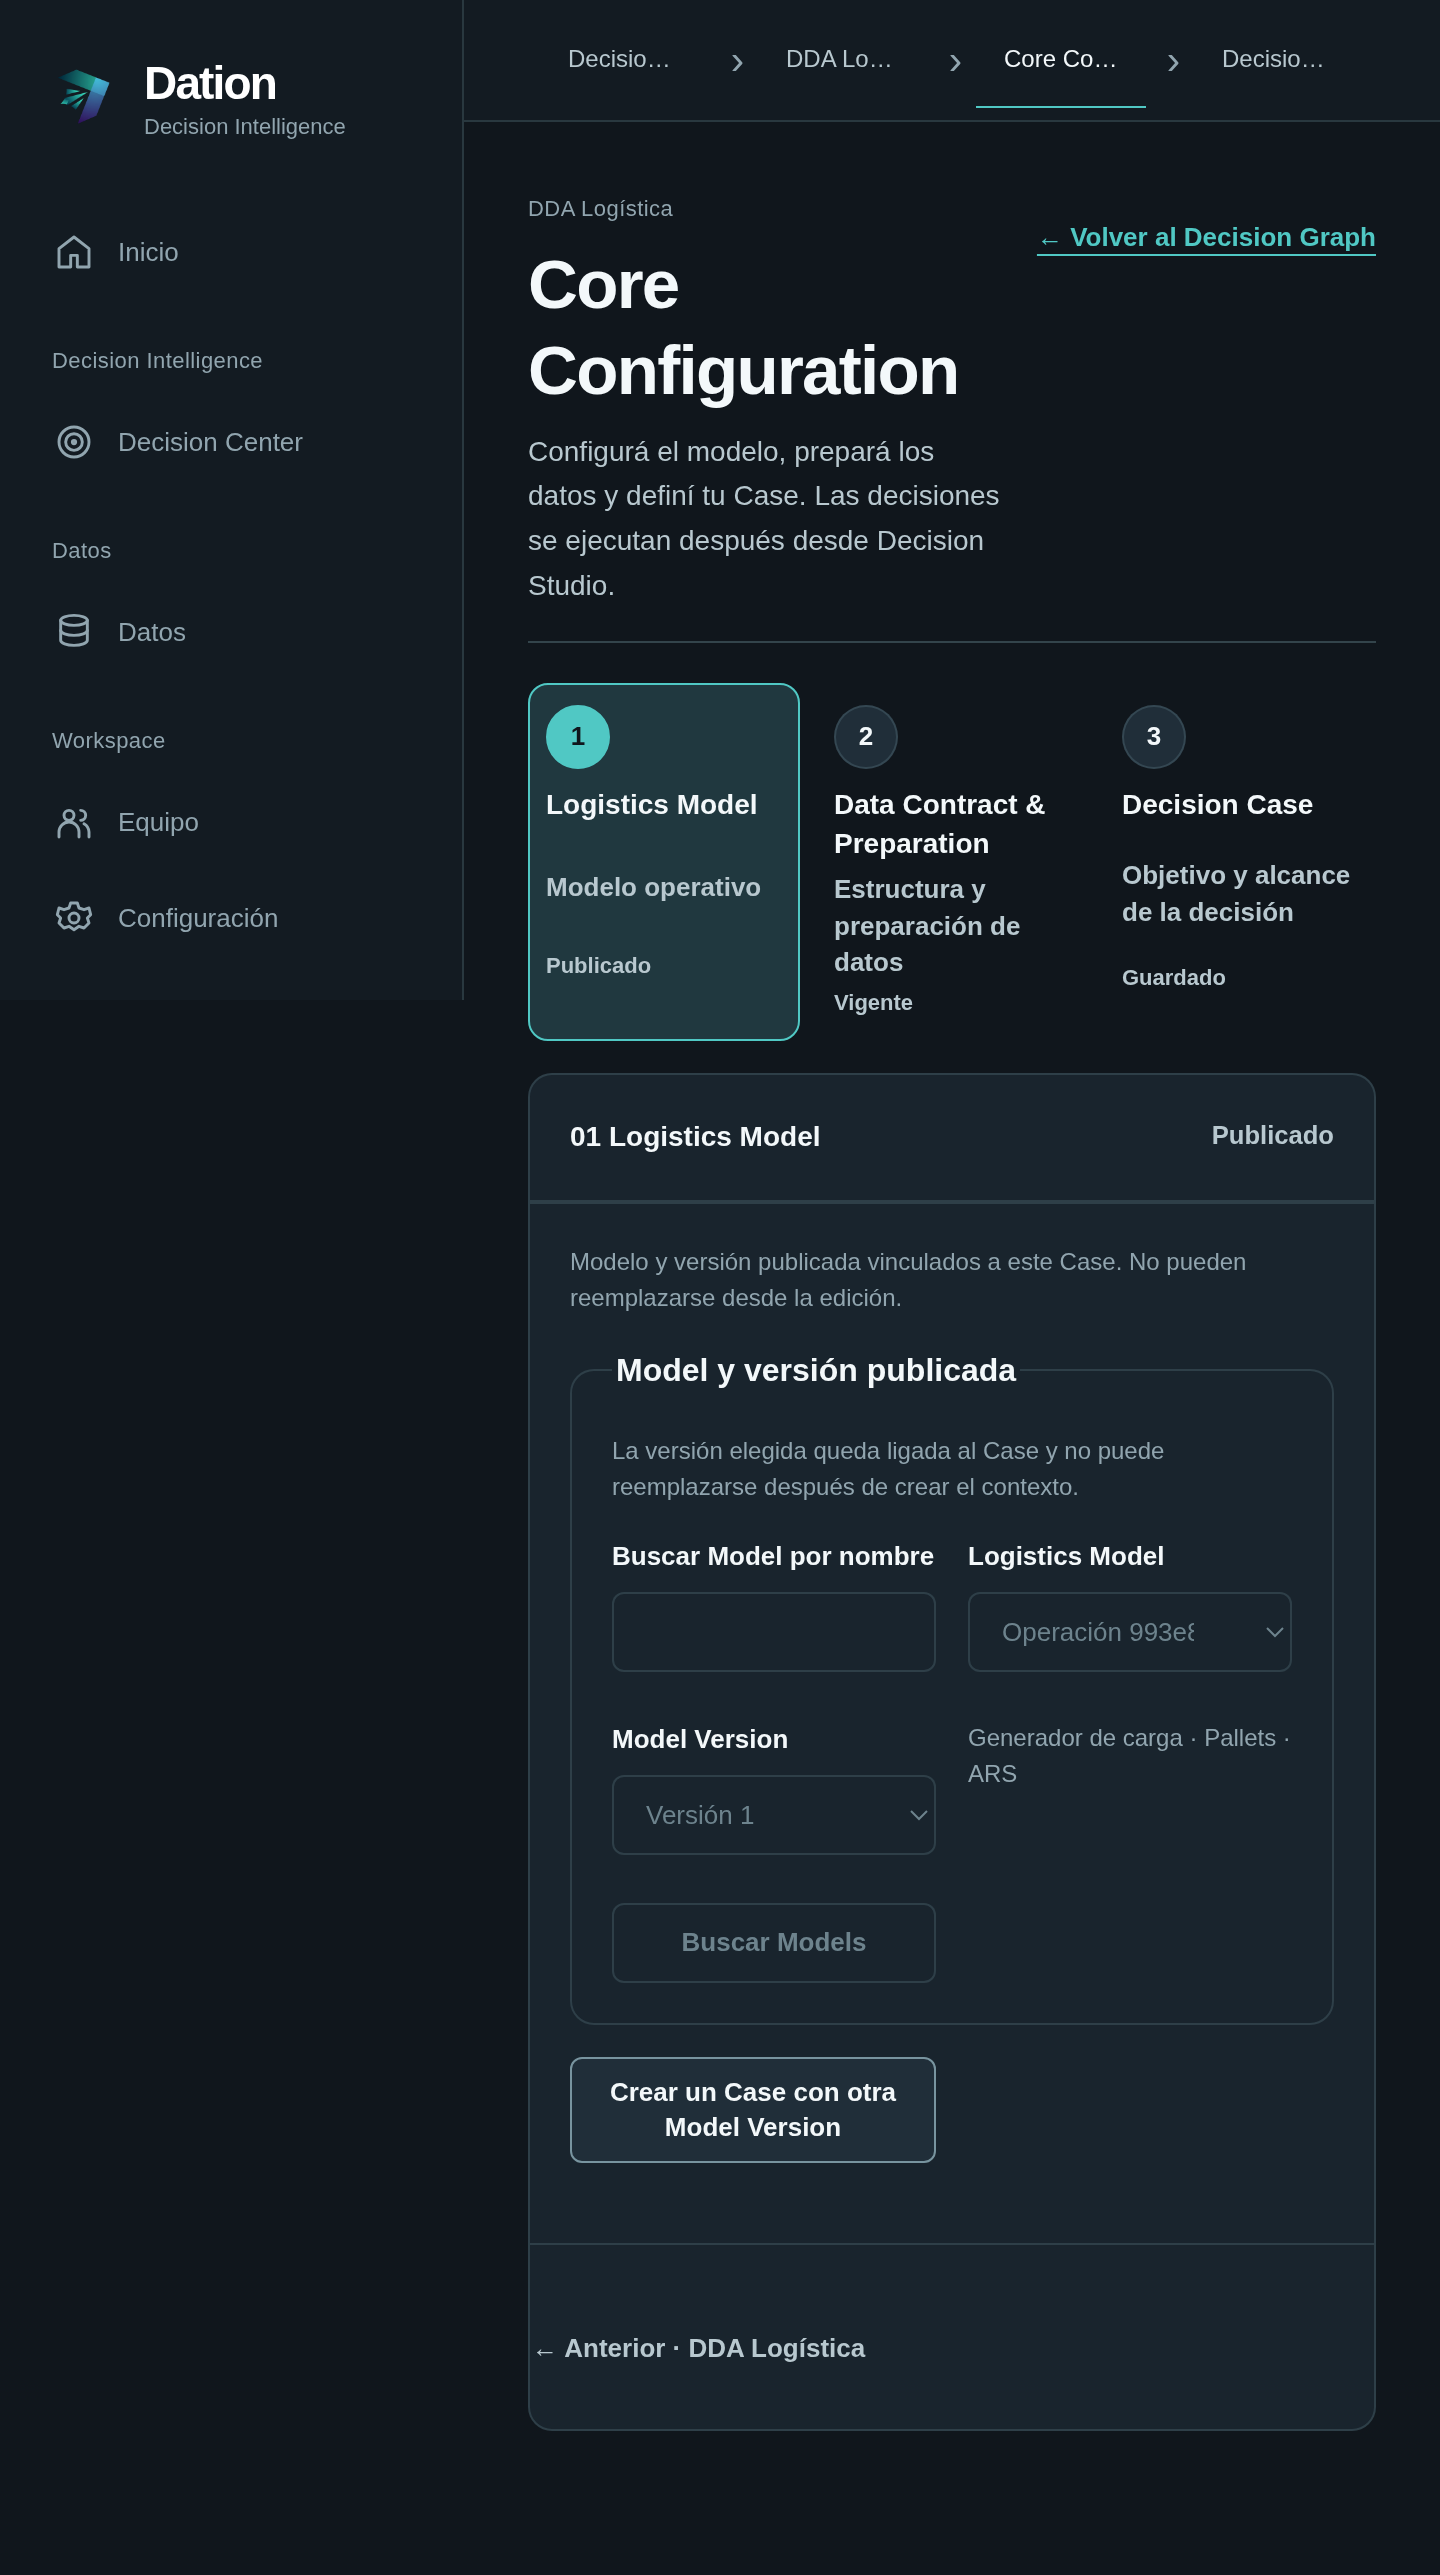 Dation
Decision Intelligence
Inicio
Decision Intelligence
Decision Center
Datos
Datos
Workspace
Equipo
Configuración
Decisio…
›
DDA Lo…
›
Core Co…
›
Decisio…
DDA Logística
← Volver al Decision Graph
Core
Configuration
Configurá el modelo, prepará los
datos y definí tu Case. Las decisiones
se ejecutan después desde Decision
Studio.
1
Logistics Model
Modelo operativo
Publicado
2
Data Contract &
Preparation
Estructura y
preparación de
datos
Vigente
3
Decision Case
Objetivo y alcance
de la decisión
Guardado
01 Logistics Model
Publicado
Modelo y versión publicada vinculados a este Case. No pueden
reemplazarse desde la edición.
Model y versión publicada
La versión elegida queda ligada al Case y no puede
reemplazarse después de crear el contexto.
Buscar Model por nombre
Logistics Model
Operación 993e8
Model Version
Versión 1
Generador de carga · Pallets ·
ARS
Buscar Models
Crear un Case con otra
Model Version
← Anterior · DDA Logística